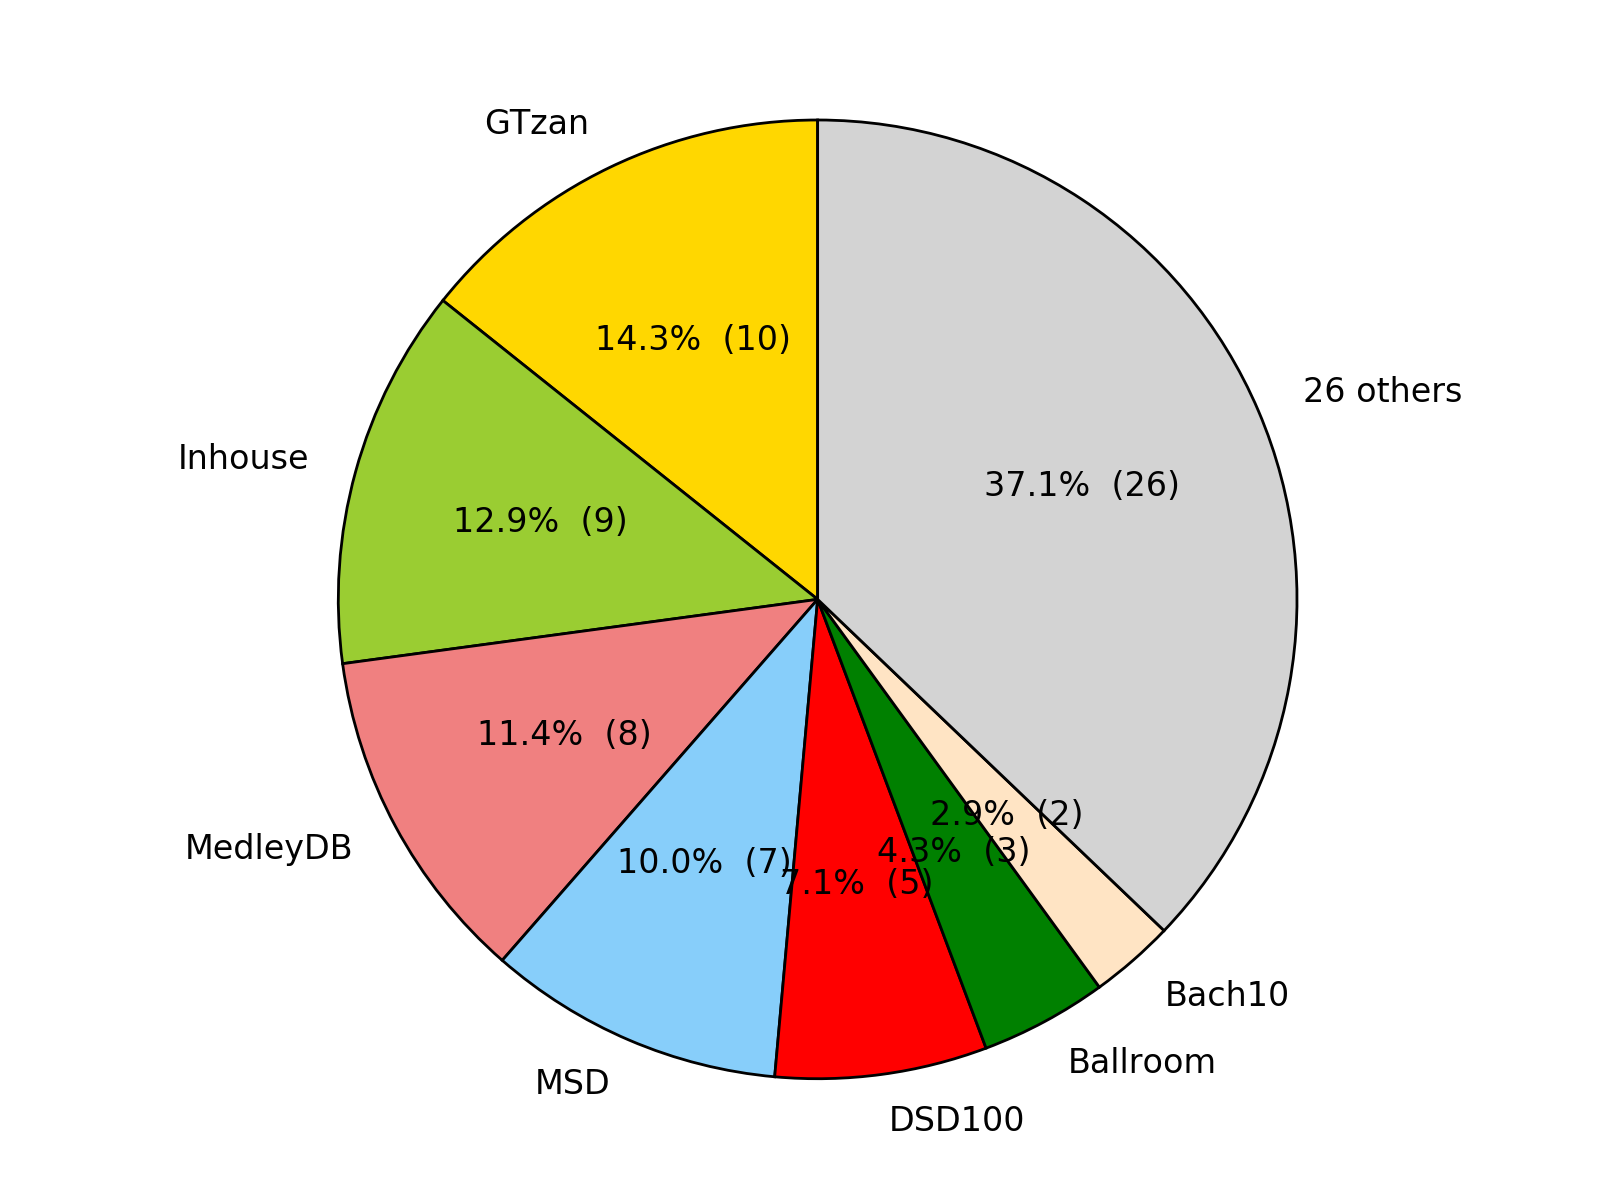 GTzan
14.3%  (10)
26 others
37.1%  (26)
Inhouse
12.9%  (9)
11.4%  (8)
MedleyDB
2.9%  (2)
4.3%  (3)
10.0%  (7)
7.1%  (5)
Bach10
Ballroom
MSD
DSD100